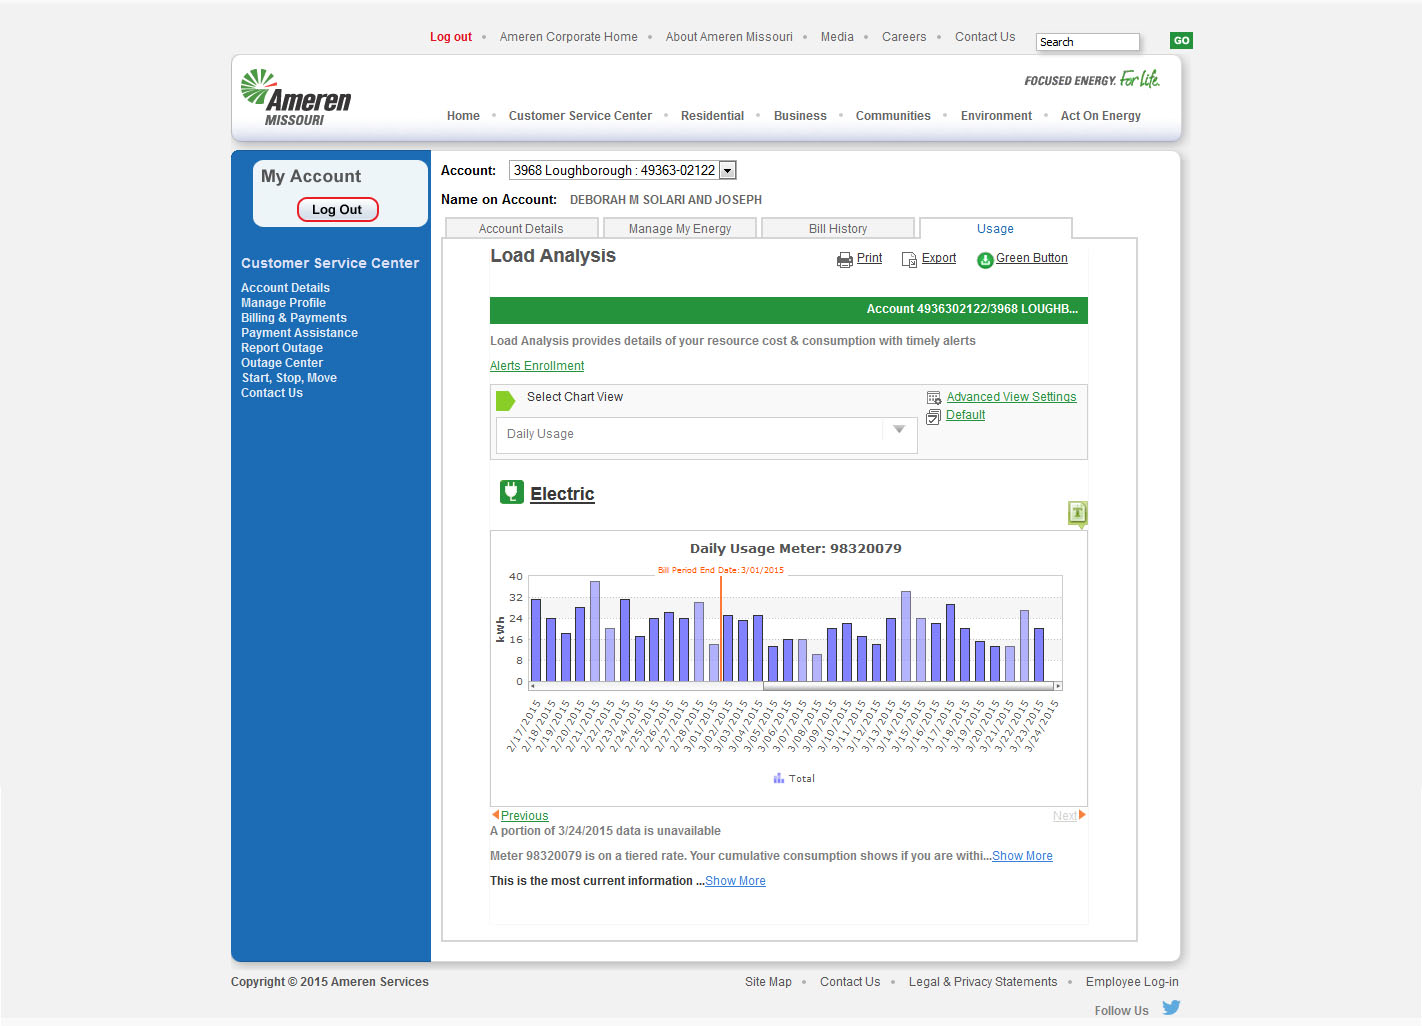 Log out • Ameren Corporate Home • About Ameren Missouri • Media • Careers • Contact Us Search GO
FOCUSED ENERGY. For life.
Ameren
MISSOURI
Home • Customer Service Center • Residential • Business • Communities • Environment • Act On Energy
My Account
Log Out
Customer Service Center
Account Details
Manage Profile
Billing & Payments
Payment Assistance
Report Outage
Outage Center
Start, Stop, Move
Contact Us
Account: 3968 Loughborough : 49363-02122
Name on Account: DEBORAH M SOLARI AND JOSEPH
Account Details Manage My Energy Bill History Usage
Load Analysis Print Export Green Button
Account 4936302122/3968 LOUGHB...
Load Analysis provides details of your resource cost & consumption with timely alerts
Alerts Enrollment
Select Chart View Advanced View Settings
Default
Daily Usage
Electric
T
Daily Usage Meter: 98320079
Bill Period End Date:3/01/2015
kWh
40
32
24
16
8
0
2/17/2015 2/18/2015 2/19/2015 2/20/2015 2/21/2015 2/22/2015 2/23/2015 2/24/2015 2/25/2015 2/26/2015 2/27/2015 2/28/2015 3/01/2015 3/02/2015 3/03/2015 3/04/2015 3/05/2015 3/06/2015 3/07/2015 3/08/2015 3/09/2015 3/10/2015 3/11/2015 3/12/2015 3/13/2015 3/14/2015 3/15/2015 3/16/2015 3/17/2015 3/18/2015 3/19/2015 3/20/2015 3/21/2015 3/22/2015 3/23/2015 3/24/2015
Total
Previous Next
A portion of 3/24/2015 data is unavailable
Meter 98320079 is on a tiered rate. Your cumulative consumption shows if you are withi...Show More
This is the most current information ...Show More
Copyright © 2015 Ameren Services Site Map • Contact Us • Legal & Privacy Statements • Employee Log-in
Follow Us